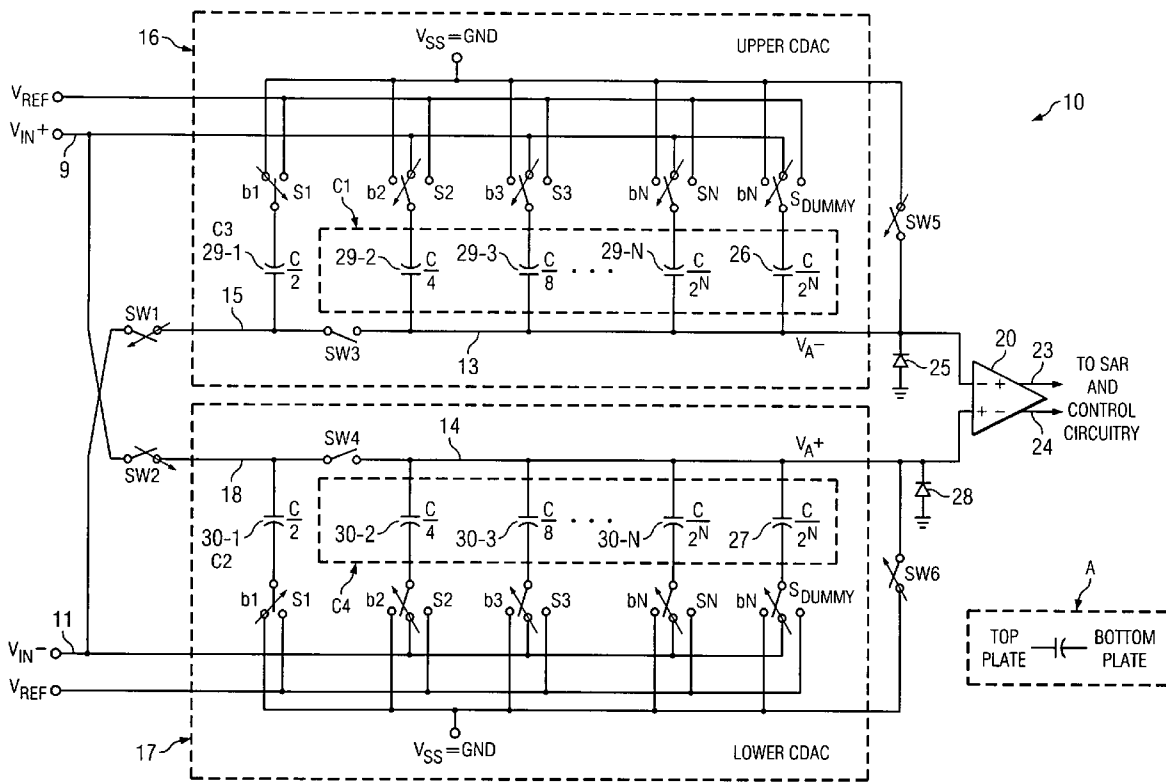 16
V_SS=GND
UPPER CDAC
V_REF
V_IN+
9
10
b1 S1 b2 S2 b3 S3 bN SN bN S_DUMMY
C1
SW5
C3
29-1 C/2 29-2 C/4 29-3 C/8 . . . 29-N C/2^N 26 C/2^N
SW1 15 SW3 13 V_A- 25 20 23
- +
+ -
TO SAR
AND
CONTROL
CIRCUITRY
24
SW2 18 SW4 14 V_A+ 28
30-1 C/2 30-2 C/4 30-3 C/8 . . . 30-N C/2^N 27 C/2^N
C2
C4
SW6
b1 S1 b2 S2 b3 S3 bN SN bN S_DUMMY
A
TOP PLATE
BOTTOM PLATE
11
V_IN-
V_REF
17
V_SS=GND
LOWER CDAC